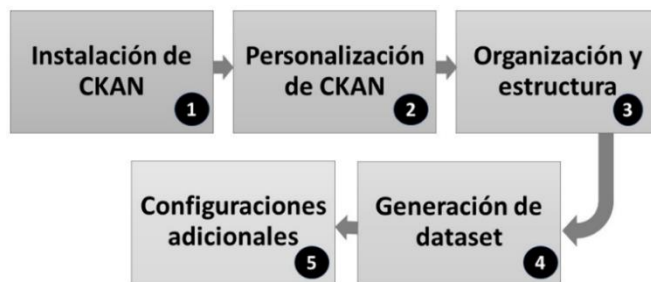 Instalación de
CKAN
1
Personalización
de CKAN
2
Organización y
estructura
3
Generación de
dataset
4
Configuraciones
adicionales
5